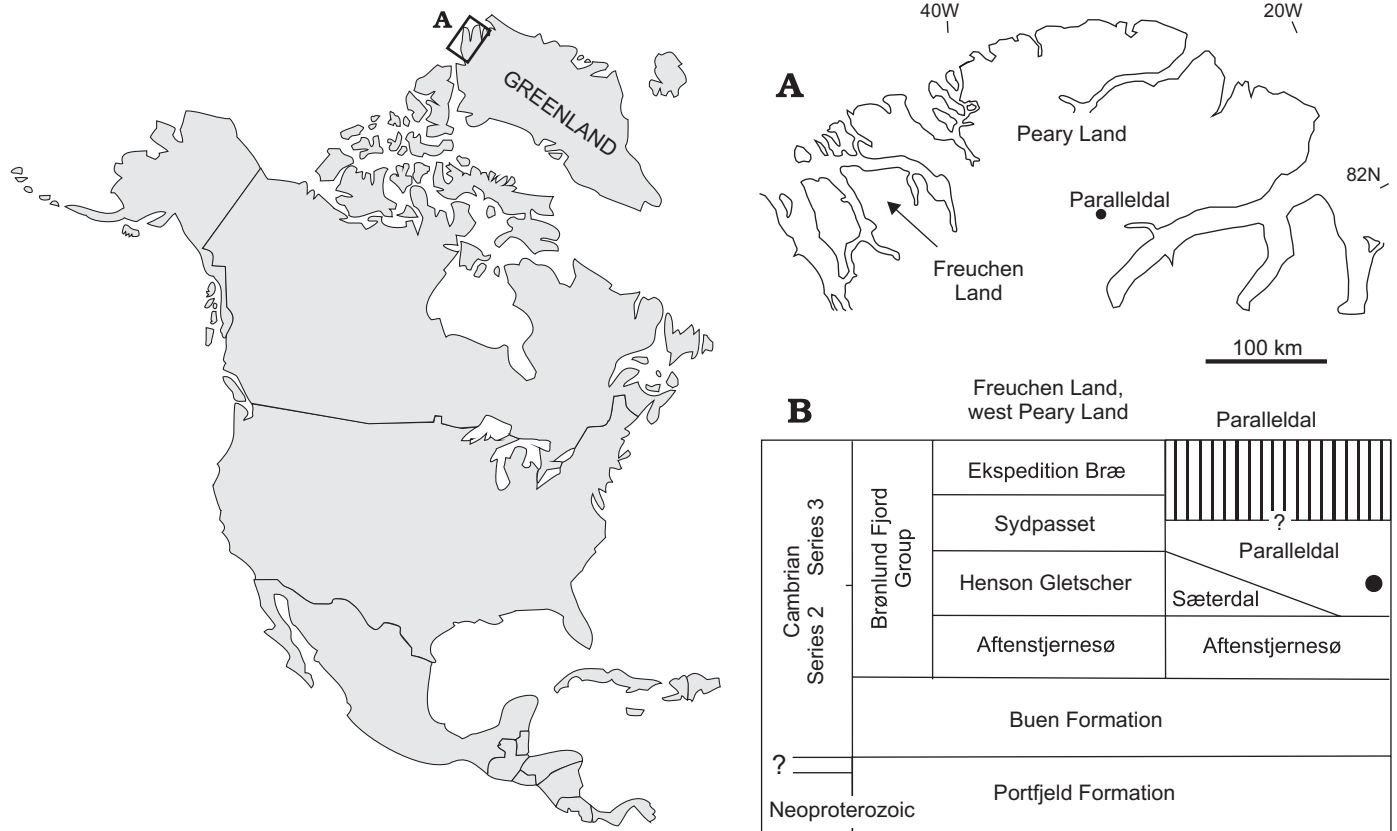 A
GREENLAND
40W
20W
A
Peary Land
82N
Paralleldal
Freuchen
Land
100 km
B
Freuchen Land,
west Peary Land
Paralleldal
Cambrian
Series 2 Series 3
Brønlund Fjord
Group
Ekspedition Bræ
Sydpasset
Henson Gletscher
Aftenstjernesø
?
Paralleldal
Sæterdal
Aftenstjernesø
Buen Formation
?
Neoproterozoic
Portfjeld Formation